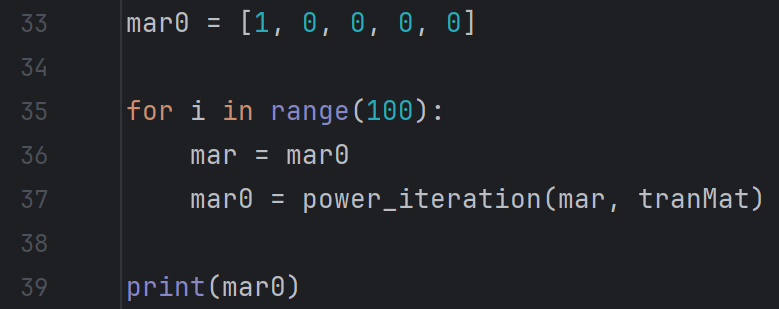 33 mar0 = [1, 0, 0, 0, 0]
34
35 for i in range(100):
36     mar = mar0
37     mar0 = power_iteration(mar, tranMat)
38
39 print(mar0)